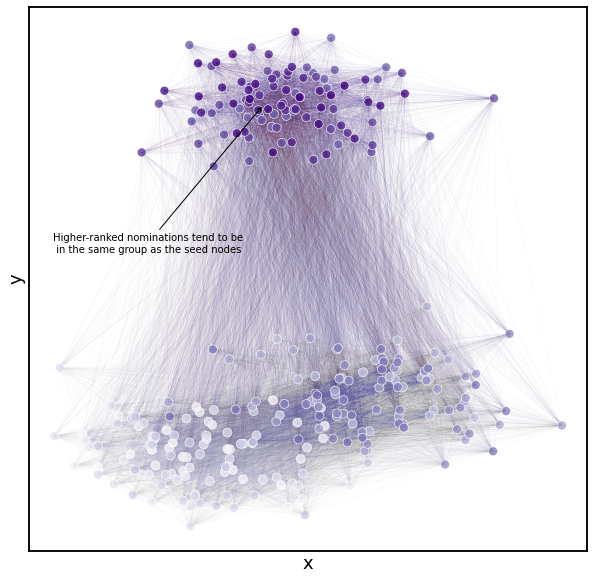 Higher-ranked nominations tend to be
in the same group as the seed nodes
y
x